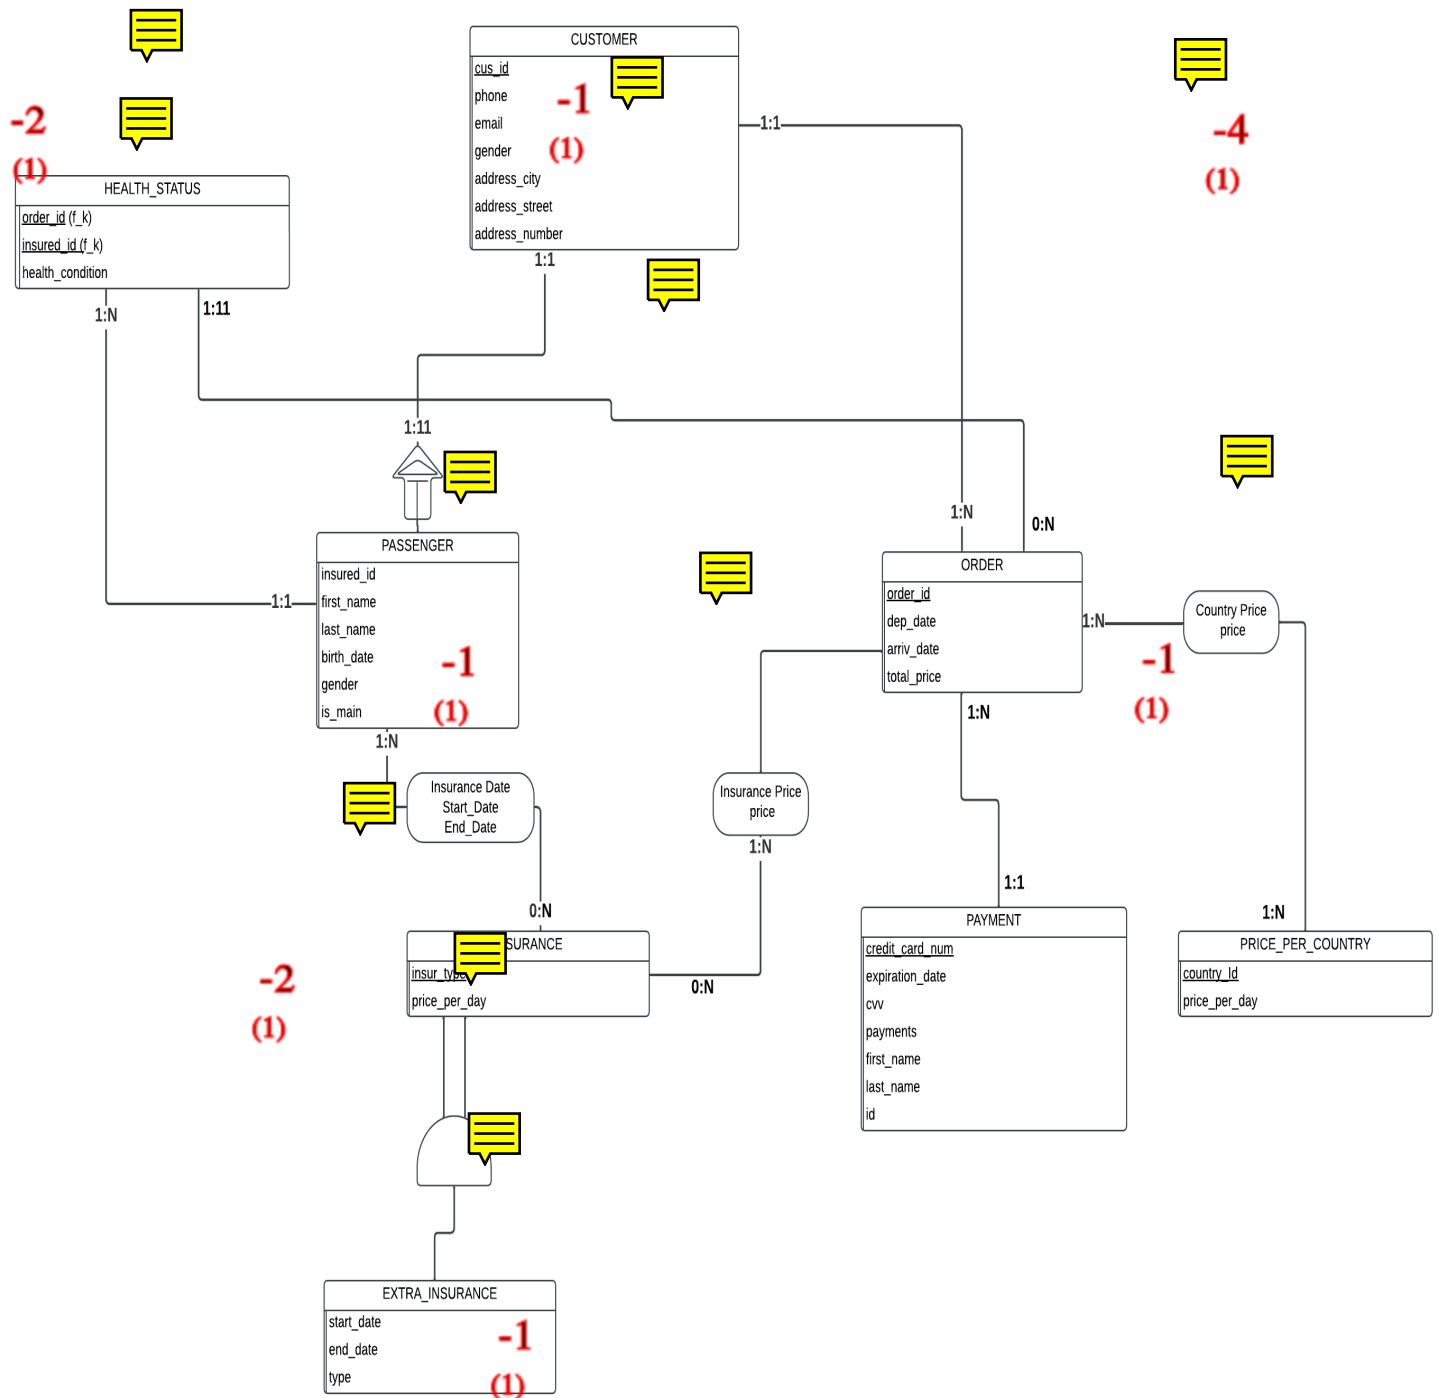 CUSTOMER
cus_id
phone
email
gender
address_city
address_street
address_number
-1
(1)
1:1
1:1
-4
(1)
-2
(1)
HEALTH_STATUS
order_id (f_k)
insured_id (f_k)
health_condition
1:N
1:11
1:11
PASSENGER
insured_id
first_name
last_name
birth_date
gender
is_main
-1
(1)
1:1
1:N
1:N
0:N
ORDER
order_id
dep_date
arriv_date
total_price
1:N
Country Price
price
-1
(1)
1:N
Insurance Date
Start_Date
End_Date
Insurance Price
price
1:N
0:N
0:N
1:1
1:N
SURANCE
insur_type
price_per_day
-2
(1)
PAYMENT
credit_card_num
expiration_date
cvv
payments
first_name
last_name
id
PRICE_PER_COUNTRY
country_Id
price_per_day
EXTRA_INSURANCE
start_date
end_date
type
-1
(1)